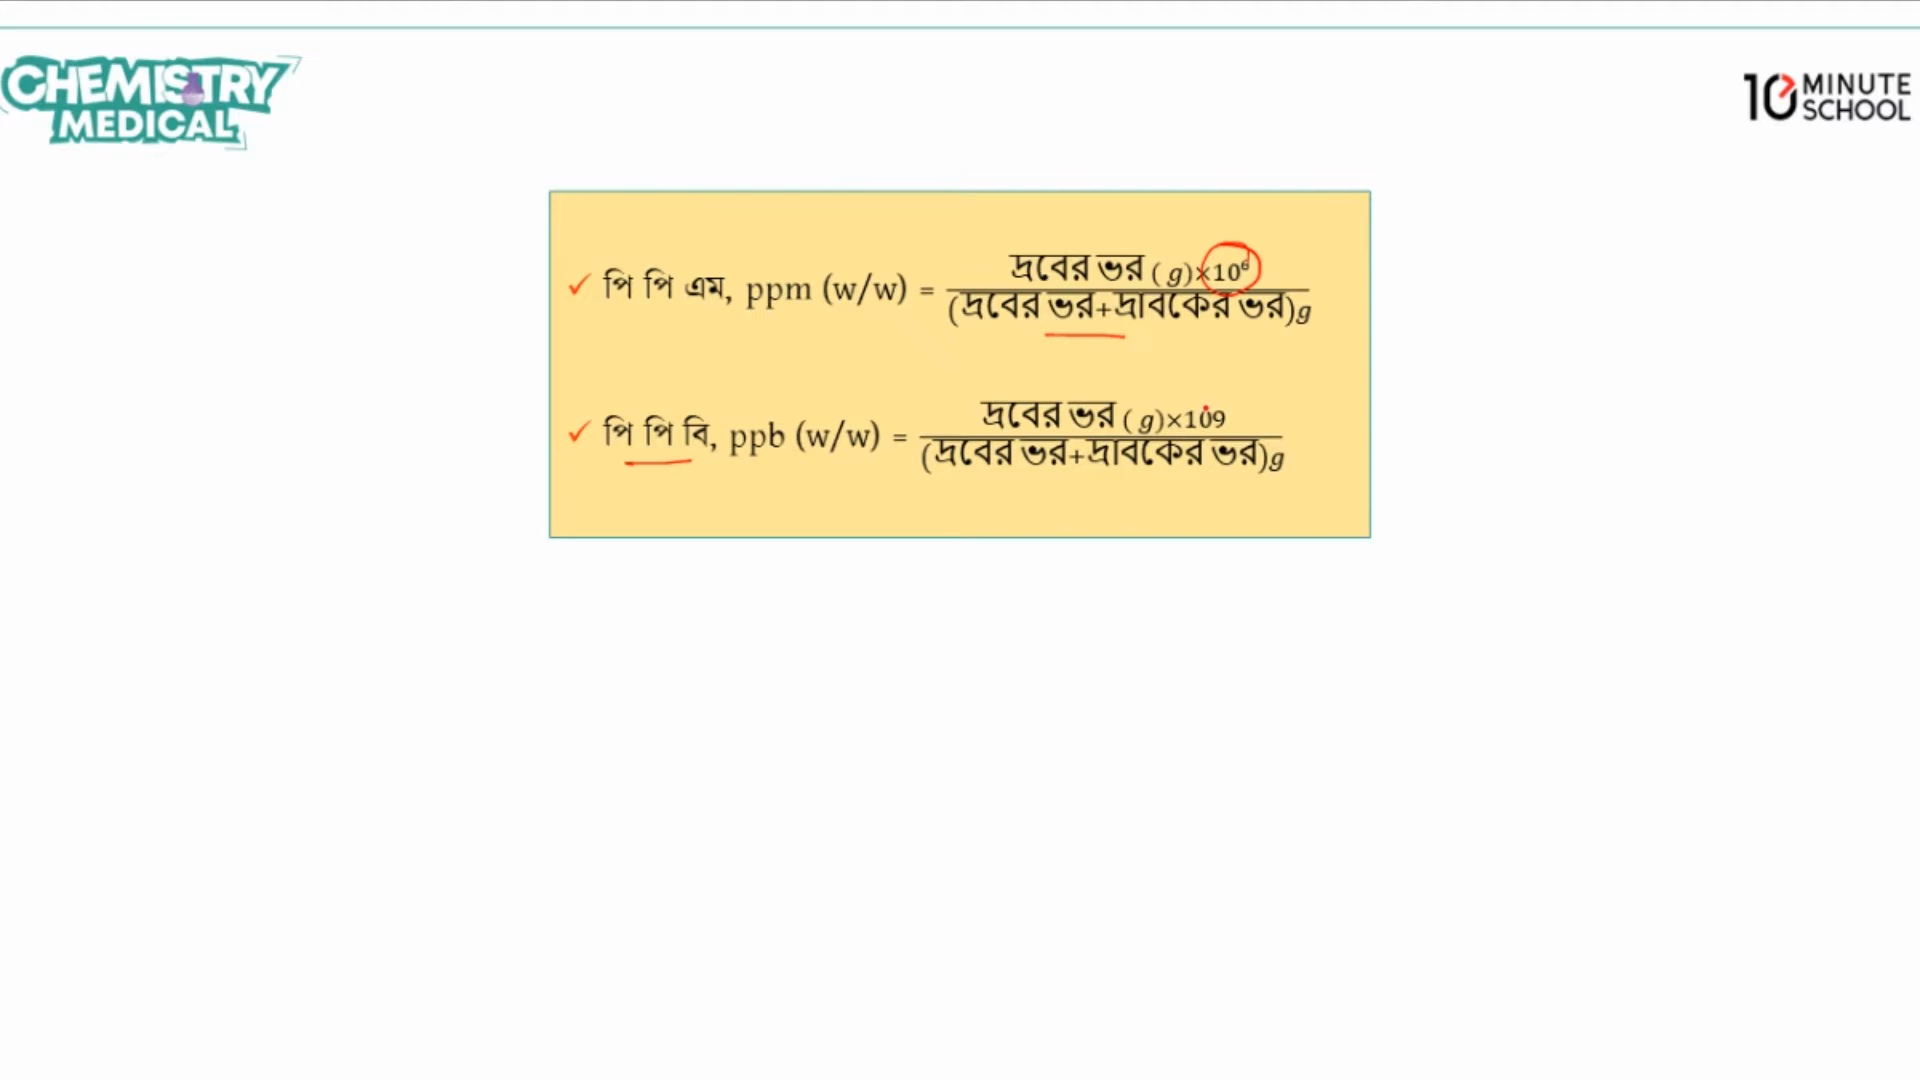 CHEMISTRY
MEDICAL
10 MINUTE
SCHOOL
✓ পি পি এম, ppm (w/w) = দ্রবের ভর ( g)×10⁶
(দ্রবের ভর+দ্রাবকের ভর)g
✓ পি পি বি, ppb (w/w) = দ্রবের ভর ( g)×109
(দ্রবের ভর+দ্রাবকের ভর)g